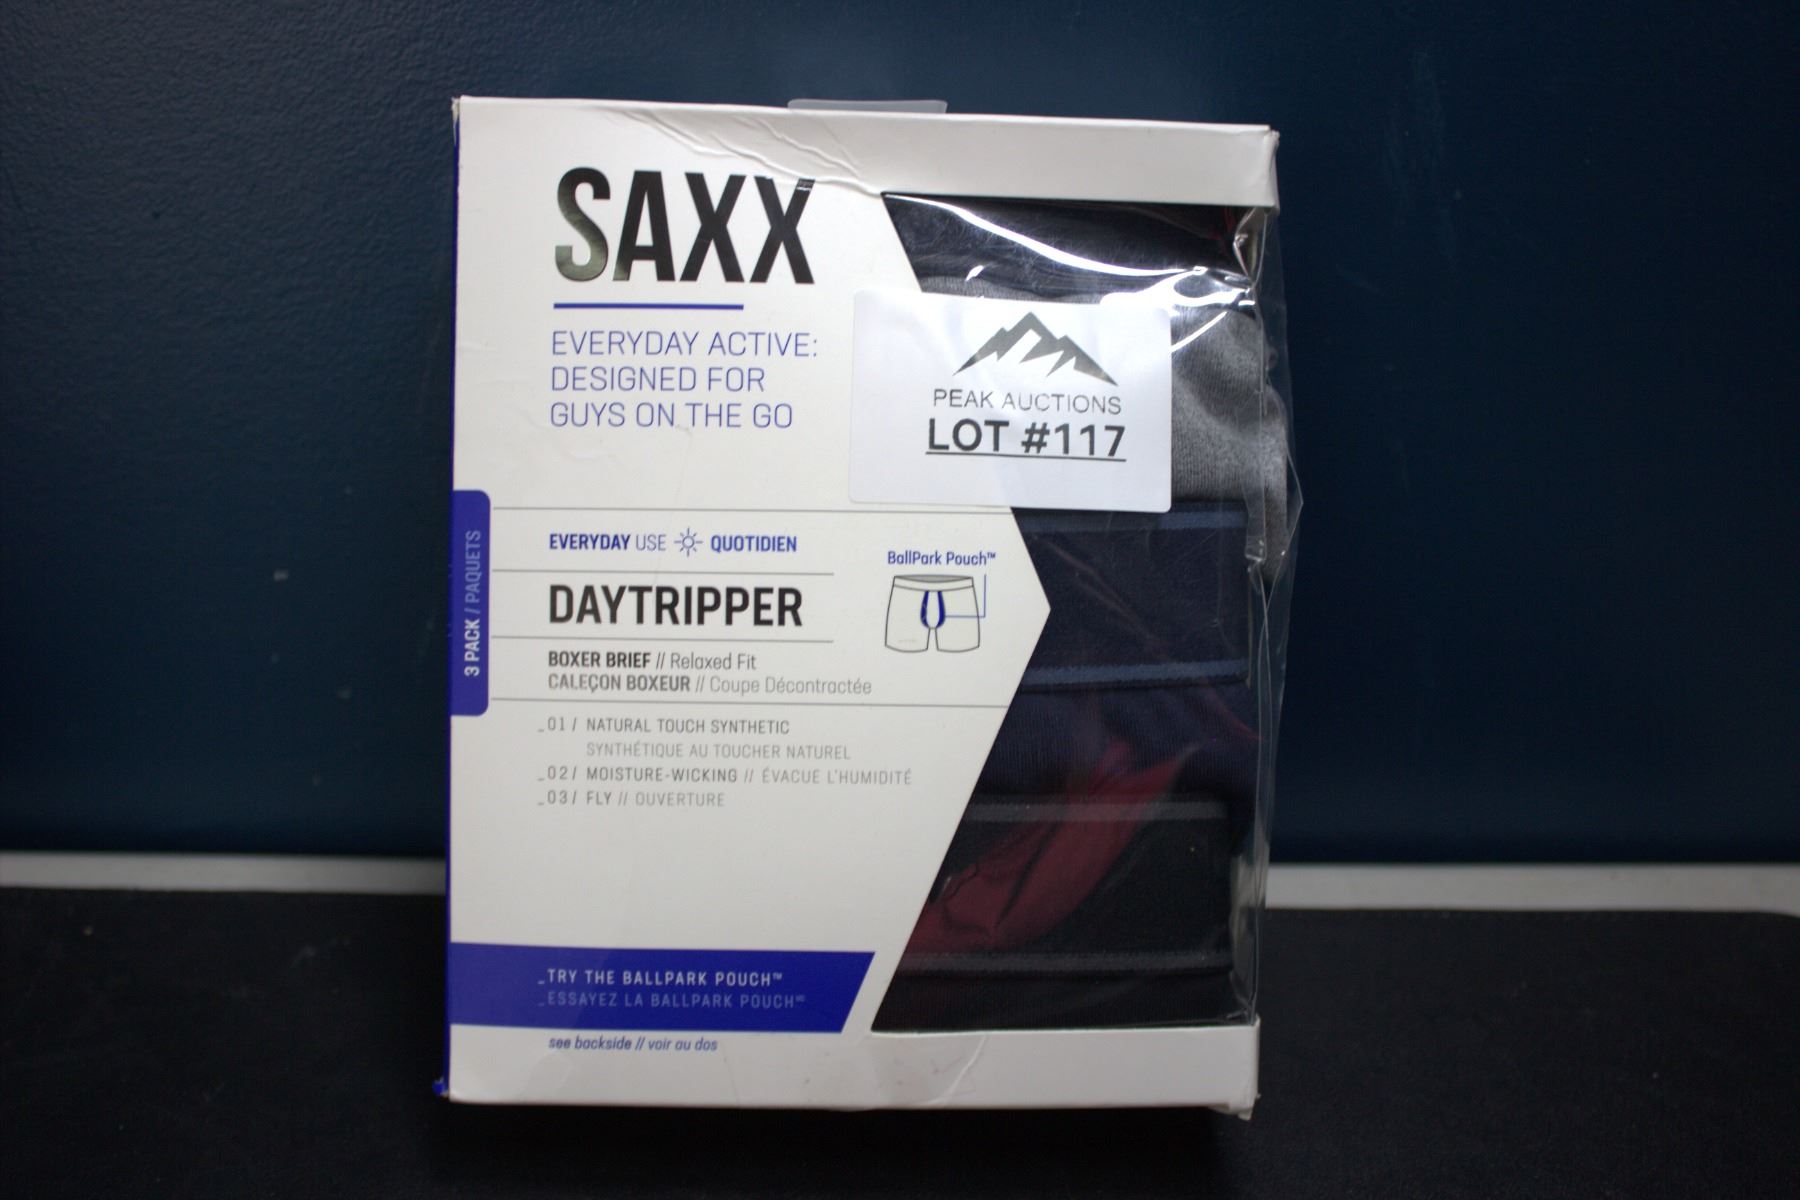 SAXX
EVERYDAY ACTIVE:
DESIGNED FOR
GUYS ON THE GO
PEAK AUCTIONS
LOT #117
3 PACK / PAQUETS
EVERYDAY USE QUOTIDIEN
BallPark Pouch™
DAYTRIPPER
BOXER BRIEF // Relaxed Fit
CALEÇON BOXEUR // Coupe Décontractée
_01/ NATURAL TOUCH SYNTHETIC
SYNTHÉTIQUE AU TOUCHER NATUREL
_02/ MOISTURE-WICKING // ÉVACUE L'HUMIDITÉ
_03/ FLY // OUVERTURE
_TRY THE BALLPARK POUCH™
_ESSAYEZ LA BALLPARK POUCHMC
see backside // voir au dos